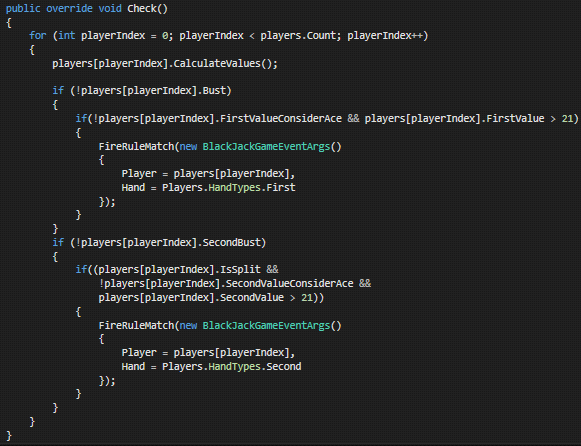 public override void Check()
{
for (int playerIndex = 0; playerIndex < players.Count; playerIndex++)
{
players[playerIndex].CalculateValues();
if (!players[playerIndex].Bust)
{
if(!players[playerIndex].FirstValueConsiderAce && players[playerIndex].FirstValue > 21)
{
FireRuleMatch(new BlackJackGameEventArgs()
{
Player = players[playerIndex],
Hand = Players.HandTypes.First
});
}
}
if (!players[playerIndex].SecondBust)
{
if((players[playerIndex].IsSplit &&
!players[playerIndex].SecondValueConsiderAce &&
players[playerIndex].SecondValue > 21))
{
FireRuleMatch(new BlackJackGameEventArgs()
{
Player = players[playerIndex],
Hand = Players.HandTypes.Second
});
}
}
}
}